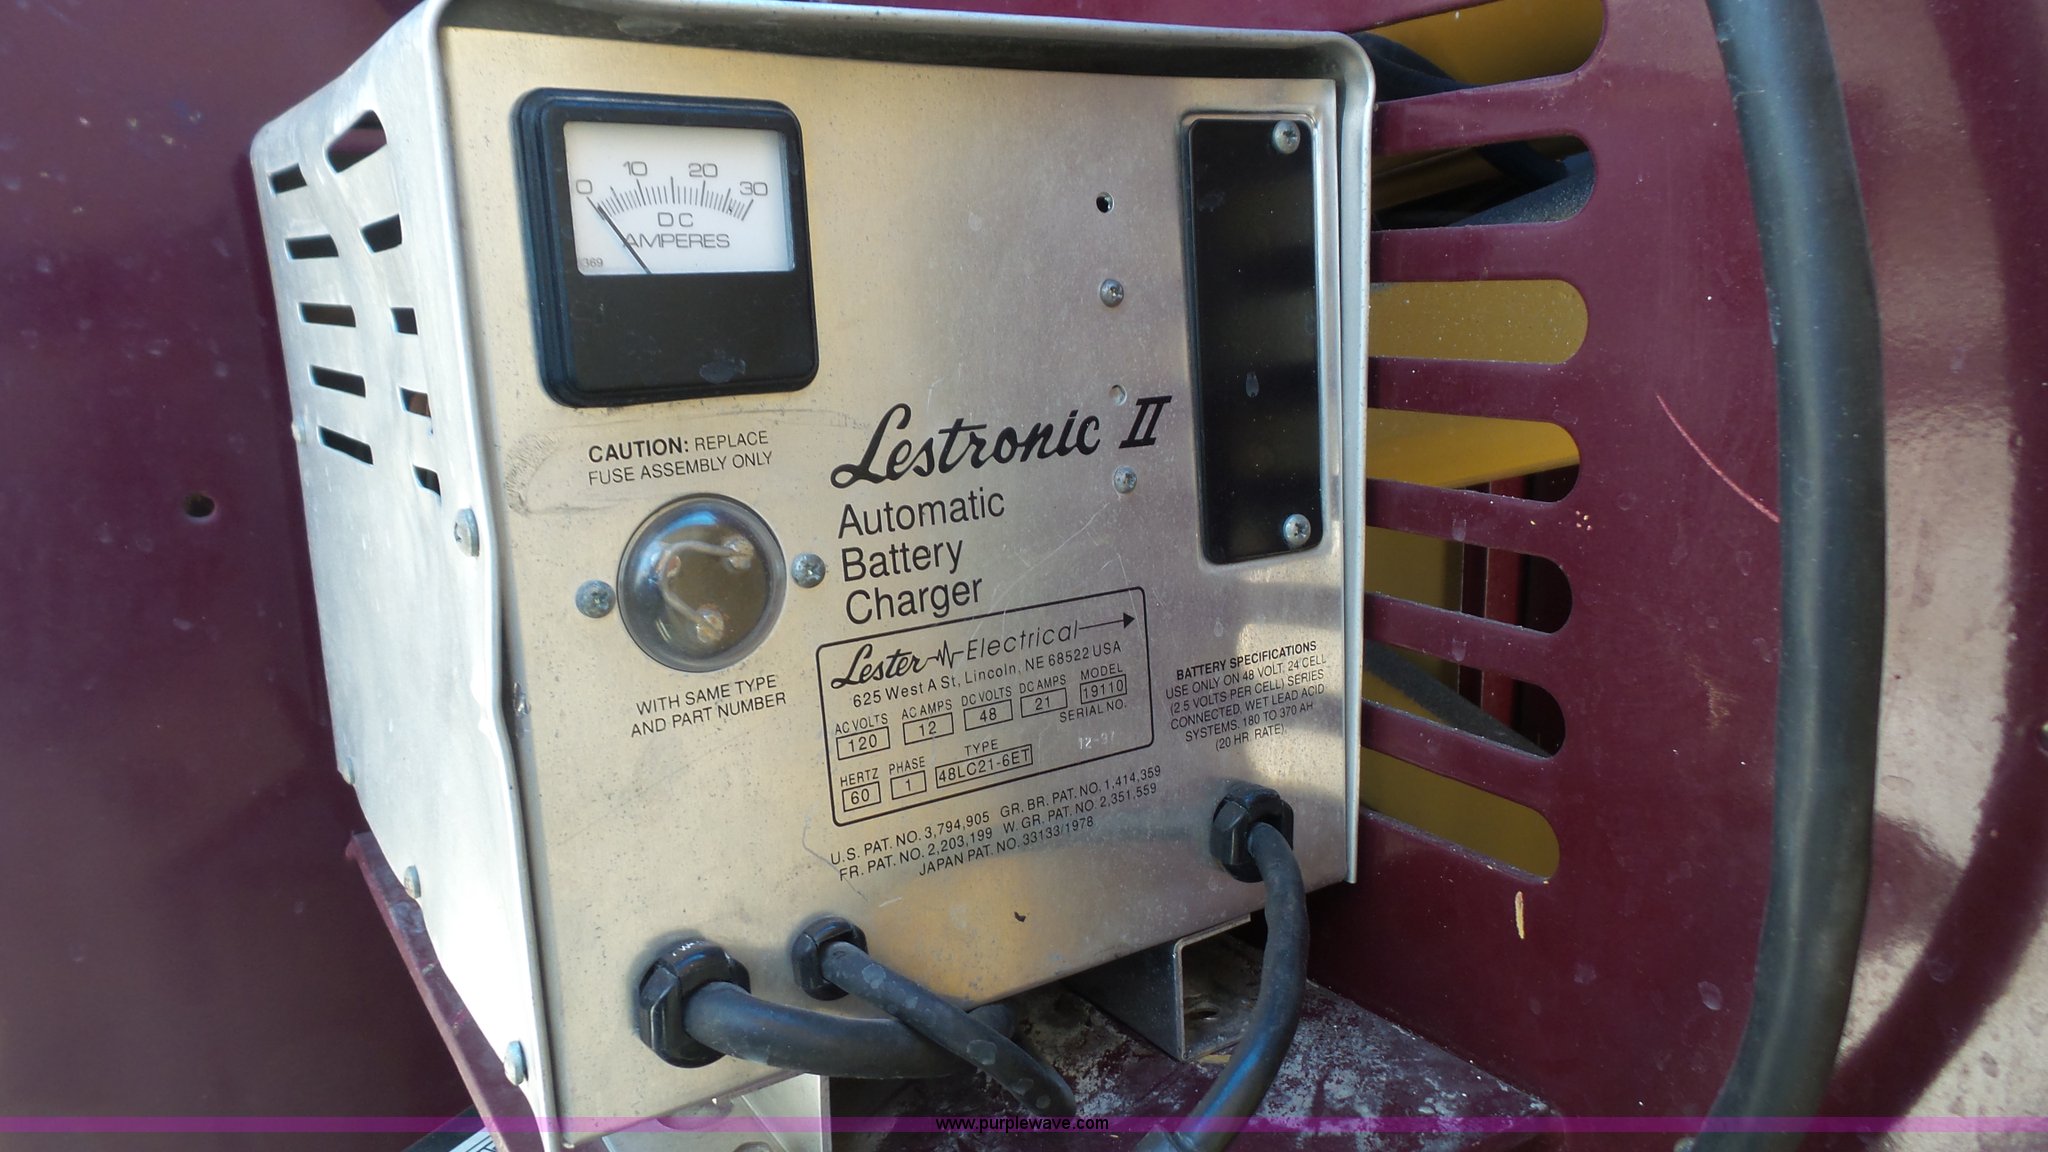 0 10 20 30
DC
AMPERES
CAUTION: REPLACE
FUSE ASSEMBLY ONLY
WITH SAME TYPE
AND PART NUMBER
Lestronic II
Automatic
Battery
Charger
Lester Electrical
625 West A St, Lincoln, NE 68522 USA
AC VOLTS AC AMPS DC VOLTS DC AMPS MODEL
120 12 48 21 19110
SERIAL NO.
HERTZ PHASE TYPE
60 1 48LC21-6ET
12-97
U.S. PAT. NO. 3,794,905 GR. BR. PAT. NO. 1,414,359
FR. PAT. NO. 2,203,199 W. GR. PAT. NO. 2,351,559
JAPAN PAT. NO. 33133/1978
BATTERY SPECIFICATIONS
USE ONLY ON 48 VOLT, 24 CELL
(2.5 VOLTS PER CELL) SERIES
CONNECTED, WET LEAD ACID
SYSTEMS, 180 TO 370 AH
(20 HR. RATE).
www.purplewave.com